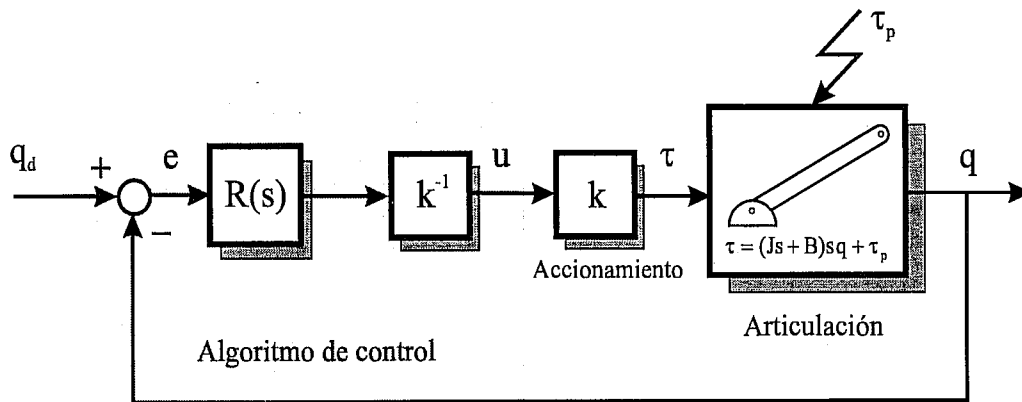 τp
qd
+
e
R(s)
k-1
u
k
τ
q
−
τ = (Js + B)sq + τp
Accionamiento
Articulación
Algoritmo de control